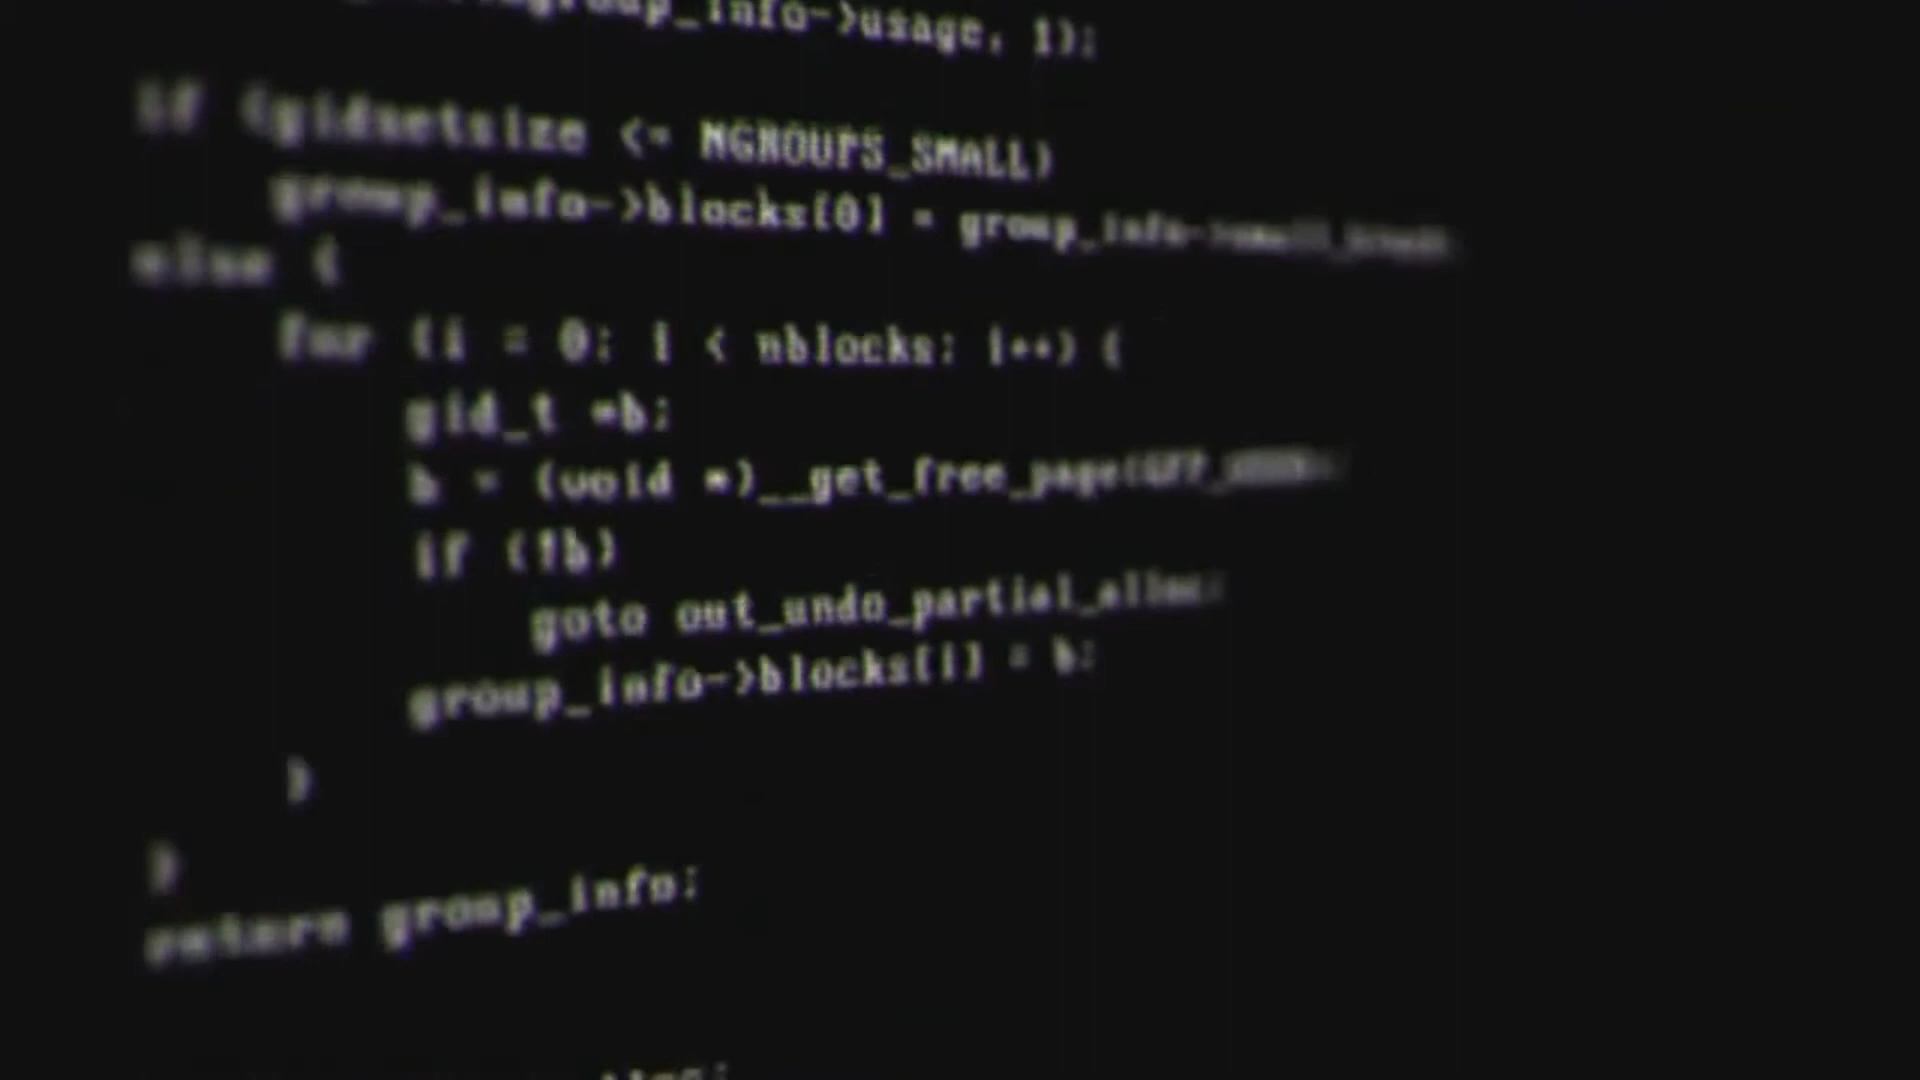 group_info->usage, 1);
if (gidsetsize <= NGROUPS_SMALL)
group_info->blocks[0] = group_info->small_block;
else {
for (i = 0; i < nblocks; i++) {
gid_t *b;
b = (void *)__get_free_page(GFP_USER);
if (!b)
goto out_undo_partial_alloc;
group_info->blocks[i] = b;
}
}
return group_info;